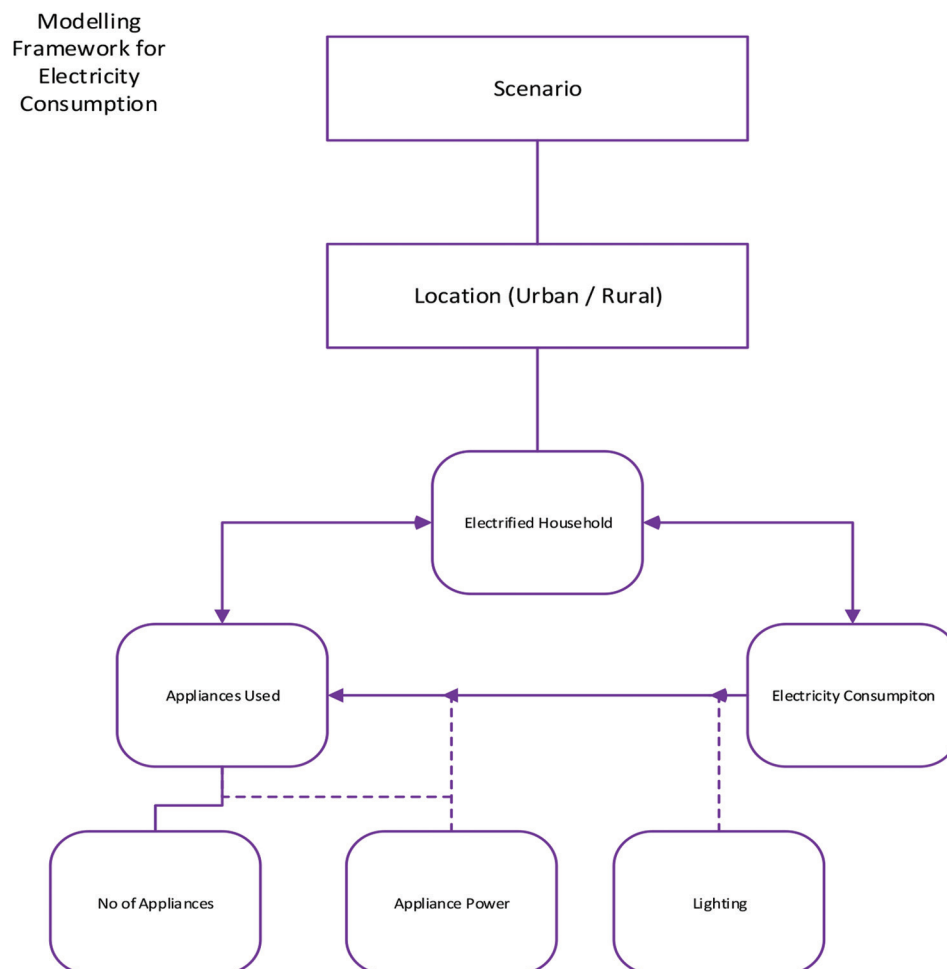 Modelling
Framework for
Electricity
Consumption
Scenario
Location (Urban / Rural)
Electrified Household
Appliances Used
Electricity Consumpiton
No of Appliances
Appliance Power
Lighting